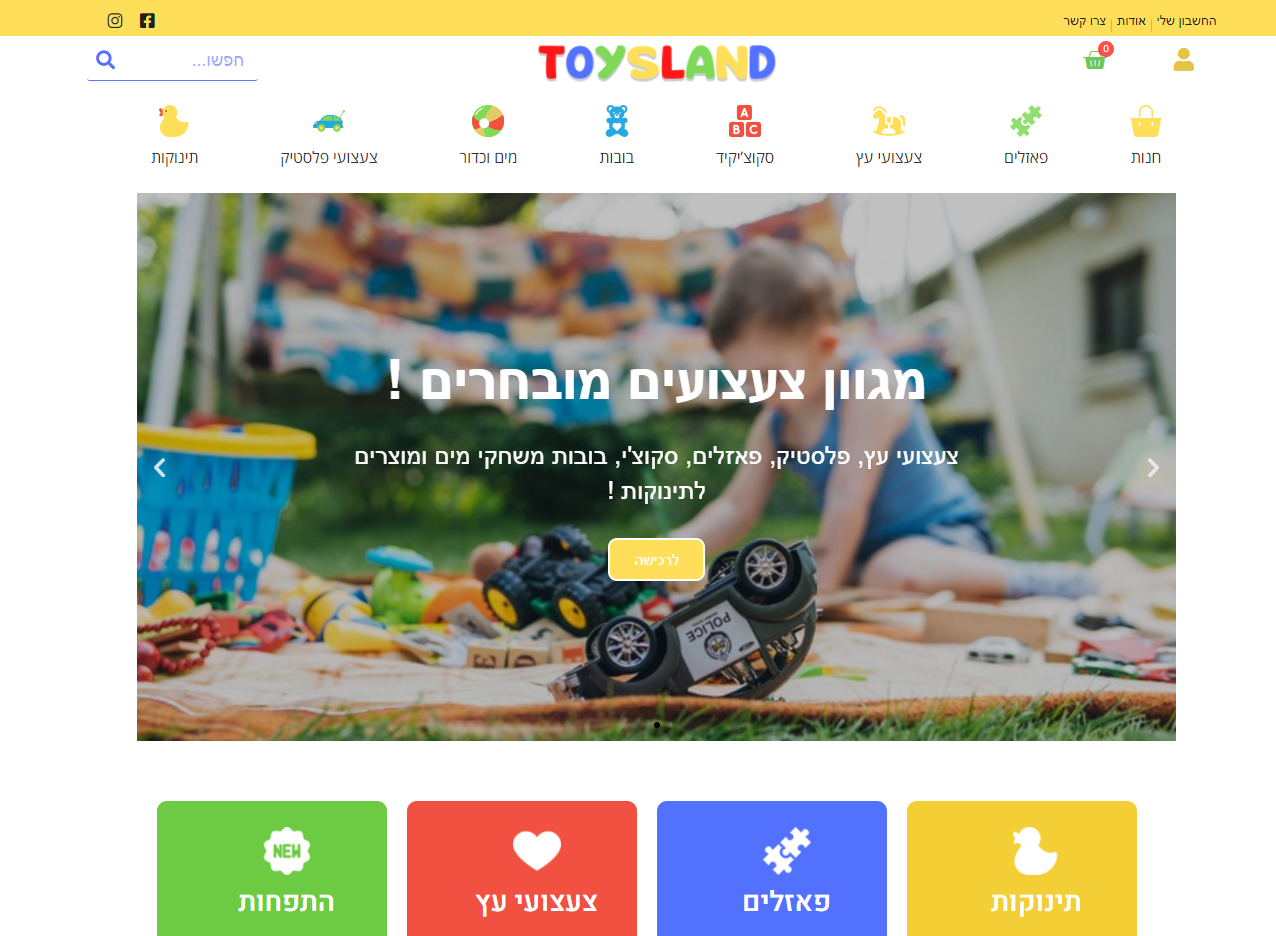 החשבון שלי
אודות
צרו קשר
0
TOYSLAND
חפשו...
A
B C
חנות
פאזלים
צעצועי עץ
סקוצ'יקיד
בובות
מים וכדור
צעצועי פלסטיק
תינוקות
מגוון צעצועים מובחרים !
צעצועי עץ, פלסטיק, פאזלים, סקוצ'י, בובות משחקי מים ומוצרים
לתינוקות !
לרכישה
POLICE
NEW
תינוקות
פאזלים
צעצועי עץ
התפחות